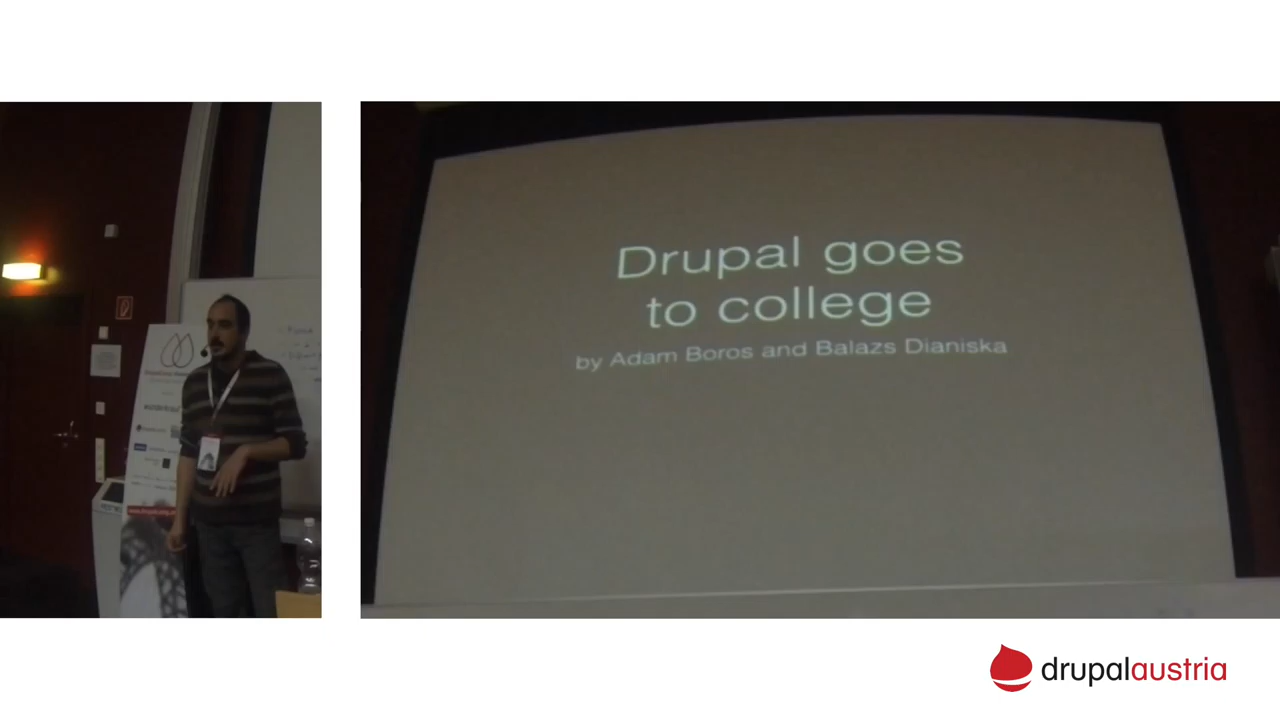 Drupal goes
to college
by Adam Boros and Balazs Dianiska
drupalaustria